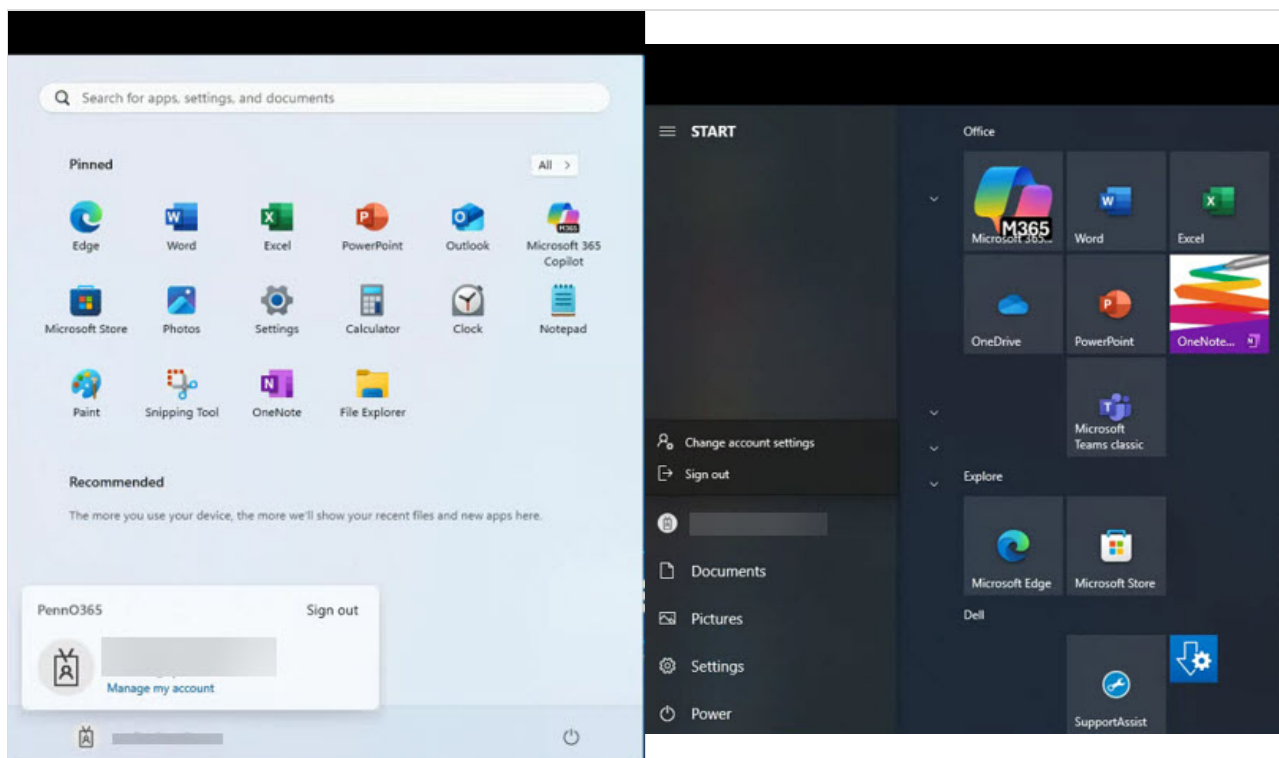 Search for apps, settings, and documents
Pinned
All >
Edge
Word
Excel
PowerPoint
Outlook
M365
Microsoft 365
Copilot
Microsoft Store
Photos
Settings
Calculator
Clock
Notepad
Paint
Snipping Tool
OneNote
File Explorer
Recommended
The more you use your device, the more we'll show your recent files and new apps here.
PennO365
Sign out
Manage my account
START
Change account settings
Sign out
Documents
Pictures
Settings
Power
Office
M365
Microsoft 365...
Word
Excel
OneDrive
PowerPoint
OneNote...
Microsoft
Teams classic
Explore
Microsoft Edge
Microsoft Store
Dell
SupportAssist